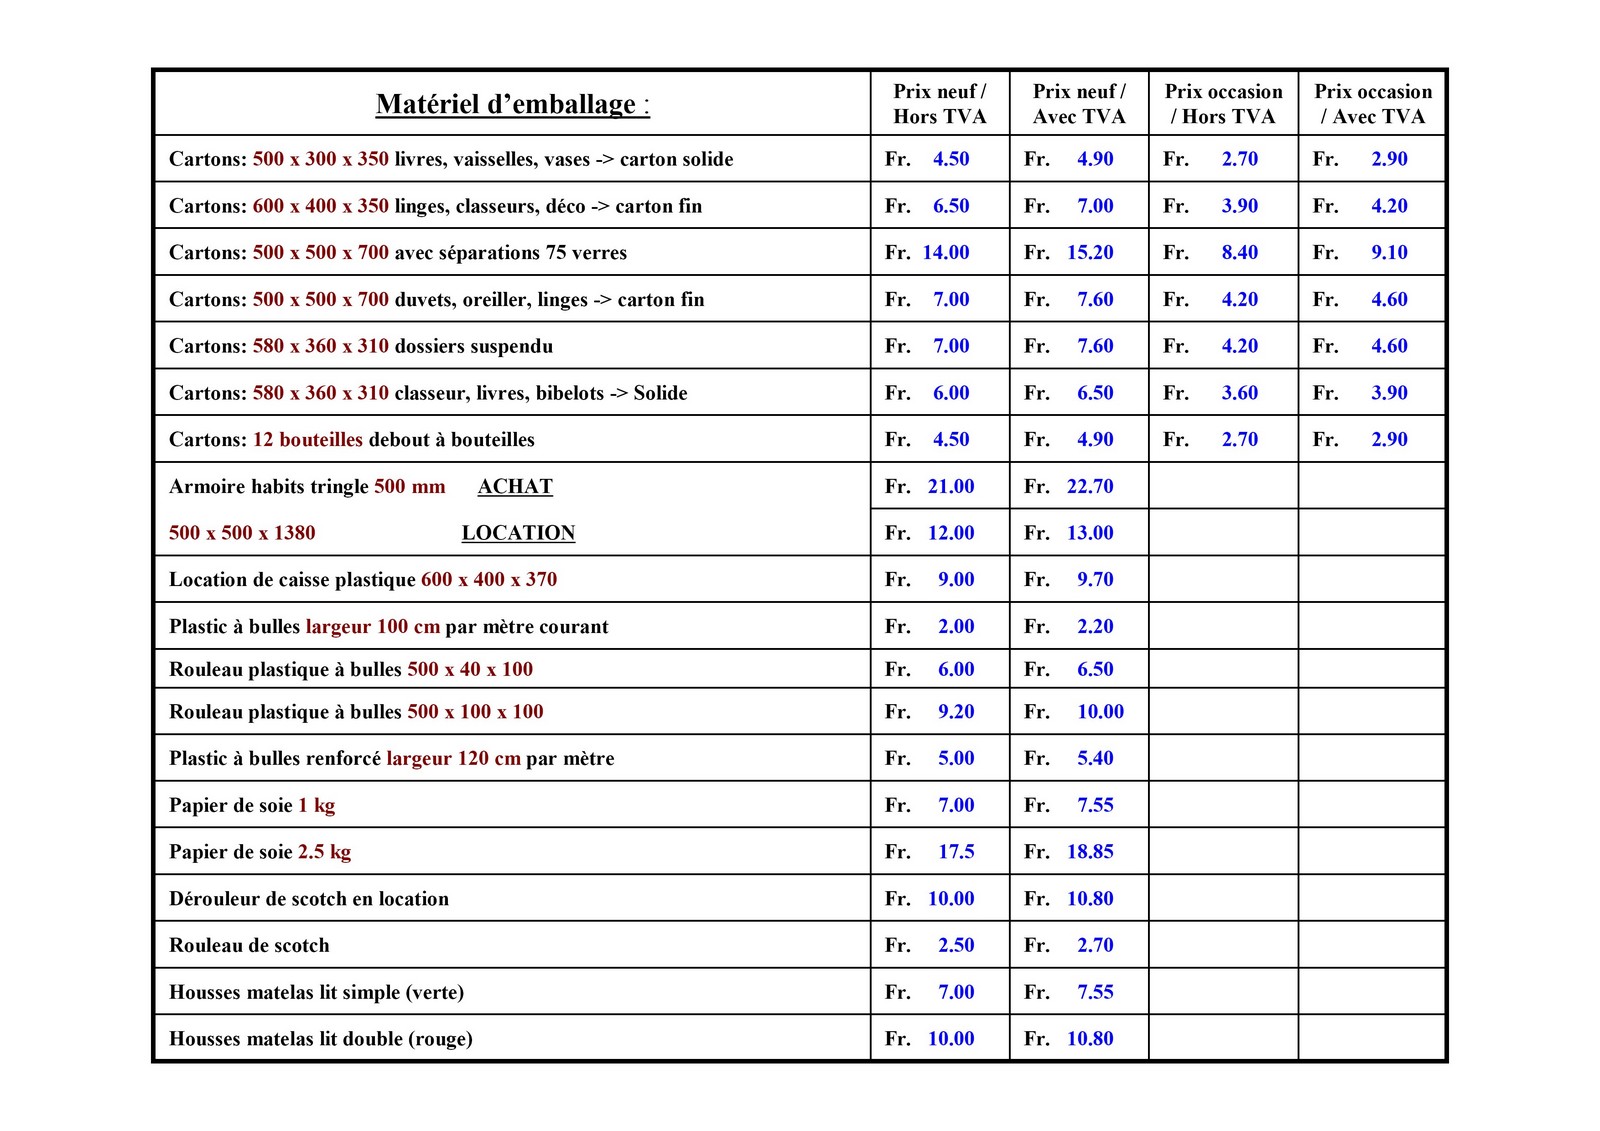 Matériel d’emballage : Prix neuf / Hors TVA Prix neuf / Avec TVA Prix occasion / Hors TVA Prix occasion / Avec TVA
Cartons: 500 x 300 x 350 livres, vaisselles, vases -> carton solide Fr. 4.50 Fr. 4.90 Fr. 2.70 Fr. 2.90
Cartons: 600 x 400 x 350 linges, classeurs, déco -> carton fin Fr. 6.50 Fr. 7.00 Fr. 3.90 Fr. 4.20
Cartons: 500 x 500 x 700 avec séparations 75 verres Fr. 14.00 Fr. 15.20 Fr. 8.40 Fr. 9.10
Cartons: 500 x 500 x 700 duvets, oreiller, linges -> carton fin Fr. 7.00 Fr. 7.60 Fr. 4.20 Fr. 4.60
Cartons: 580 x 360 x 310 dossiers suspendu Fr. 7.00 Fr. 7.60 Fr. 4.20 Fr. 4.60
Cartons: 580 x 360 x 310 classeur, livres, bibelots -> Solide Fr. 6.00 Fr. 6.50 Fr. 3.60 Fr. 3.90
Cartons: 12 bouteilles debout à bouteilles Fr. 4.50 Fr. 4.90 Fr. 2.70 Fr. 2.90
Armoire habits tringle 500 mm ACHAT Fr. 21.00 Fr. 22.70
500 x 500 x 1380 LOCATION Fr. 12.00 Fr. 13.00
Location de caisse plastique 600 x 400 x 370 Fr. 9.00 Fr. 9.70
Plastic à bulles largeur 100 cm par mètre courant Fr. 2.00 Fr. 2.20
Rouleau plastique à bulles 500 x 40 x 100 Fr. 6.00 Fr. 6.50
Rouleau plastique à bulles 500 x 100 x 100 Fr. 9.20 Fr. 10.00
Plastic à bulles renforcé largeur 120 cm par mètre Fr. 5.00 Fr. 5.40
Papier de soie 1 kg Fr. 7.00 Fr. 7.55
Papier de soie 2.5 kg Fr. 17.5 Fr. 18.85
Dérouleur de scotch en location Fr. 10.00 Fr. 10.80
Rouleau de scotch Fr. 2.50 Fr. 2.70
Housses matelas lit simple (verte) Fr. 7.00 Fr. 7.55
Housses matelas lit double (rouge) Fr. 10.00 Fr. 10.80